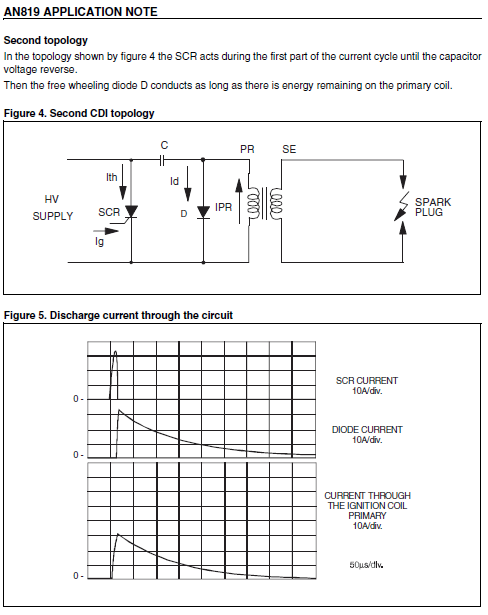 AN819 APPLICATION NOTE
Second topology
In the topology shown by figure 4 the SCR acts during the first part of the current cycle until the capacitor
voltage reverse.
Then the free wheeling diode D conducts as long as there is energy remaining on the primary coil.
Figure 4. Second CDI topology
C
PR
SE
Ith
Id
HV
SUPPLY
SCR
D
IPR
SPARK
PLUG
Ig
Figure 5. Discharge current through the circuit
SCR CURRENT
10A/div.
0 -
DIODE CURRENT
10A/div.
0 -
CURRENT THROUGH
THE IGNITION COIL
PRIMARY
10A/div.
50µs/div.
0 -